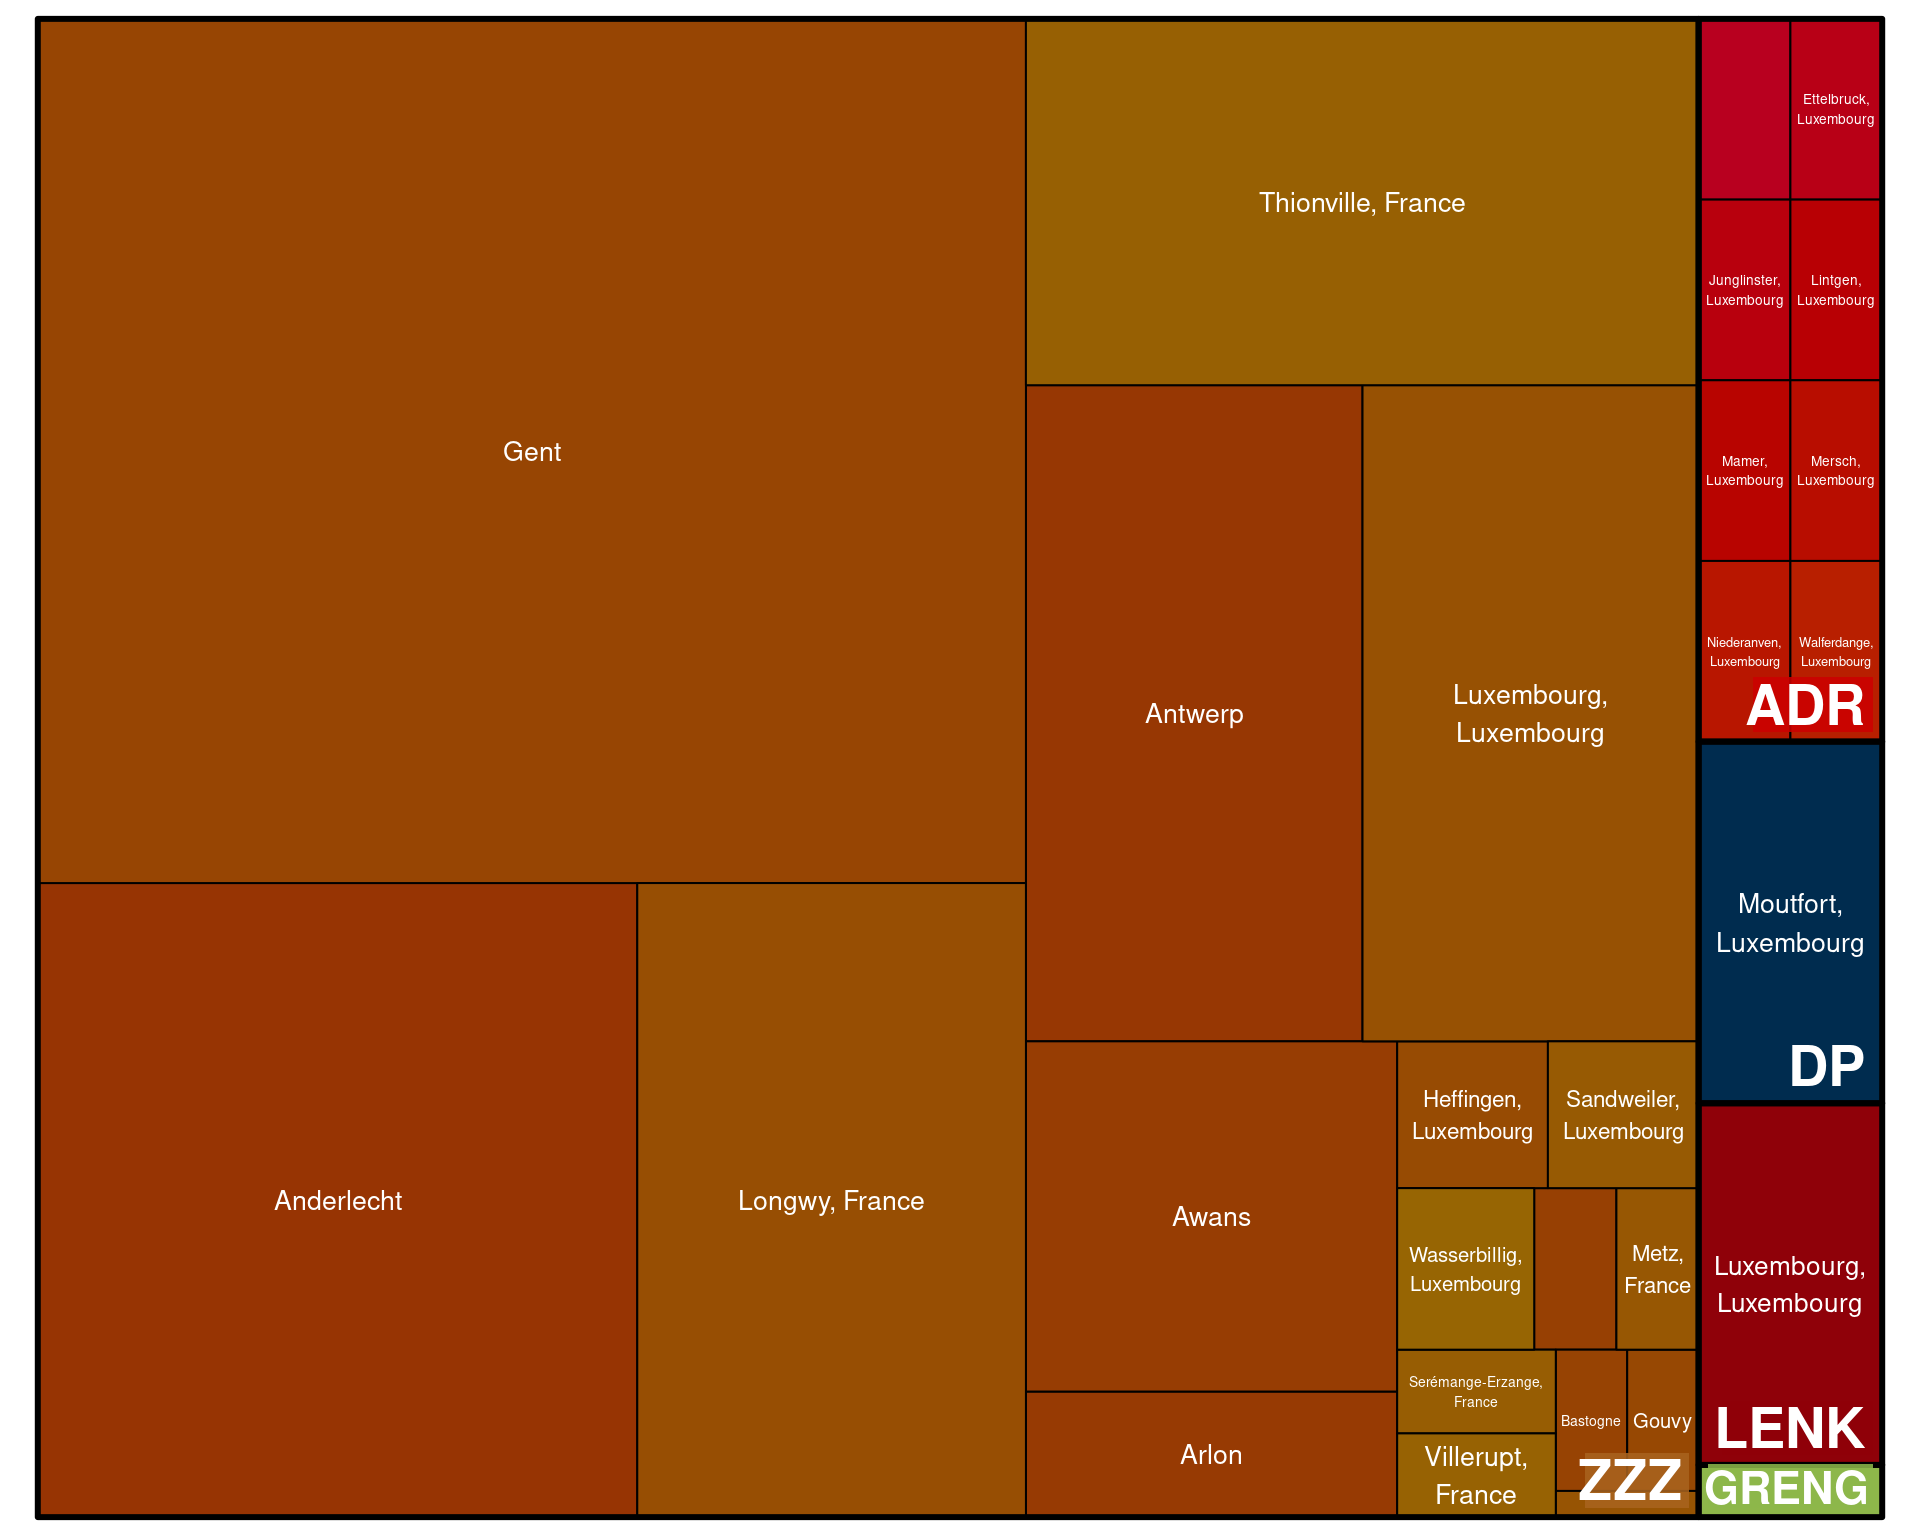 Gent
Thionville, France
Ettelbruck,
Luxembourg
Junglinster,
Luxembourg
Lintgen,
Luxembourg
Mamer,
Luxembourg
Mersch,
Luxembourg
Niederanven,
Luxembourg
Walferdange,
Luxembourg
ADR
Antwerp
Luxembourg,
Luxembourg
Moutfort,
Luxembourg
DP
Anderlecht
Longwy, France
Awans
Arlon
Heffingen,
Luxembourg
Sandweiler,
Luxembourg
Wasserbillig,
Luxembourg
Metz,
France
Serémange-Erzange,
France
Bastogne
Gouvy
Villerupt,
France
ZZZ
Luxembourg,
Luxembourg
LENK
GRENG